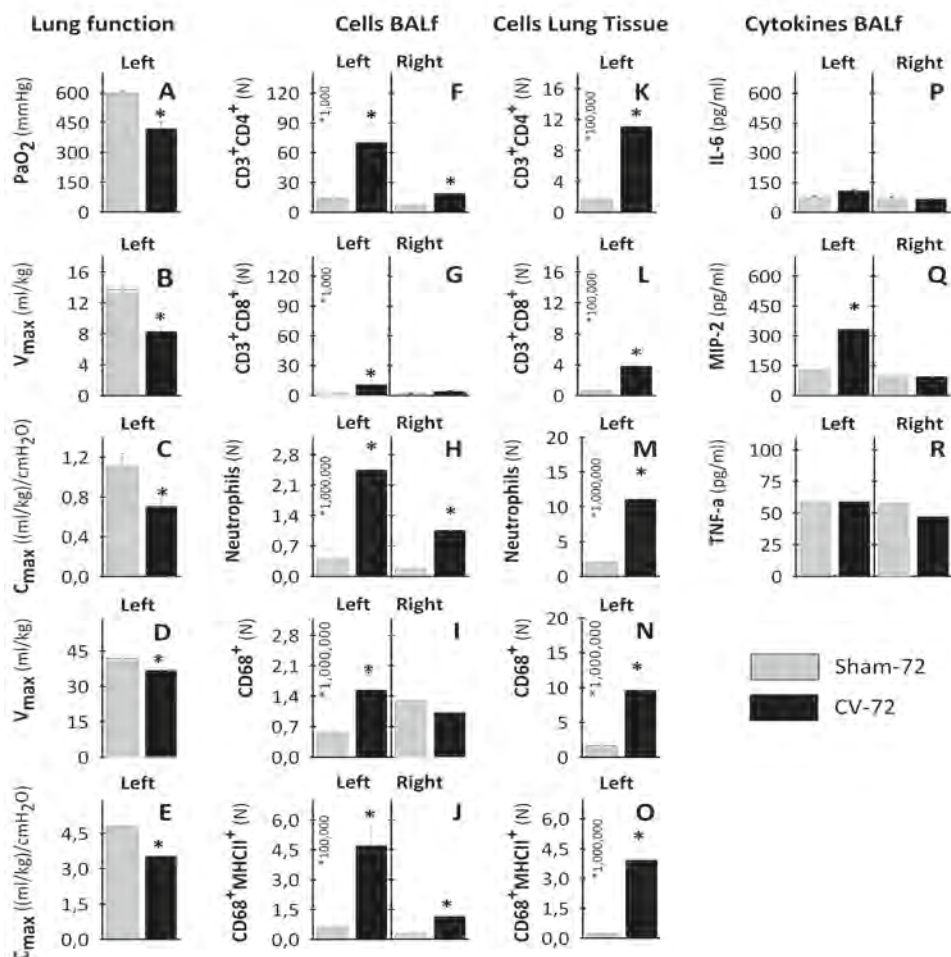 Lung function
Cells BALf
Cells Lung Tissue
Cytokines BALf
Left
A
PaO2 (mmHg)
600
450
300
150
0
*
Left
B
Vmax (ml/kg)
16
12
8
4
0
*
Left
C
Cmax ((ml/kg)/cmH2O)
1,2
0,8
0,4
0,0
*
Left
D
Vmax (ml/kg)
45
30
15
0
*
Left
E
Cmax ((ml/kg)/cmH2O)
4,5
3,0
1,5
0,0
*
Left Right
F
CD3+CD4+ (N)
*1,000
120
90
60
30
0
*
*
Left Right
G
CD3+CD8+ (N)
*1,000
120
90
60
30
0
*
Left Right
H
Neutrophils (N)
*1,000,000
2,8
2,1
1,4
0,7
0,0
*
*
Left Right
I
CD68+ (N)
*1,000,000
2,8
2,1
1,4
0,7
0,0
*
Left Right
J
CD68+MHCII+ (N)
*100,000
6,0
4,5
3,0
1,5
0,0
*
*
Left
K
CD3+CD4+ (N)
*100,000
16
12
8
4
0
*
Left
L
CD3+CD8+ (N)
*100,000
16
12
8
4
0
*
Left
M
Neutrophils (N)
*1,000,000
20
15
10
5
0
*
Left
N
CD68+ (N)
*1,000,000
20
15
10
5
0
*
Left
O
CD68+MHCII+ (N)
*1,000,000
6,0
4,5
3,0
1,5
0,0
*
Left Right
P
IL-6 (pg/ml)
600
450
300
150
0
Left Right
Q
MIP-2 (pg/ml)
600
450
300
150
0
*
Left Right
R
TNF-a (pg/ml)
100
75
50
25
0
Sham-72
CV-72